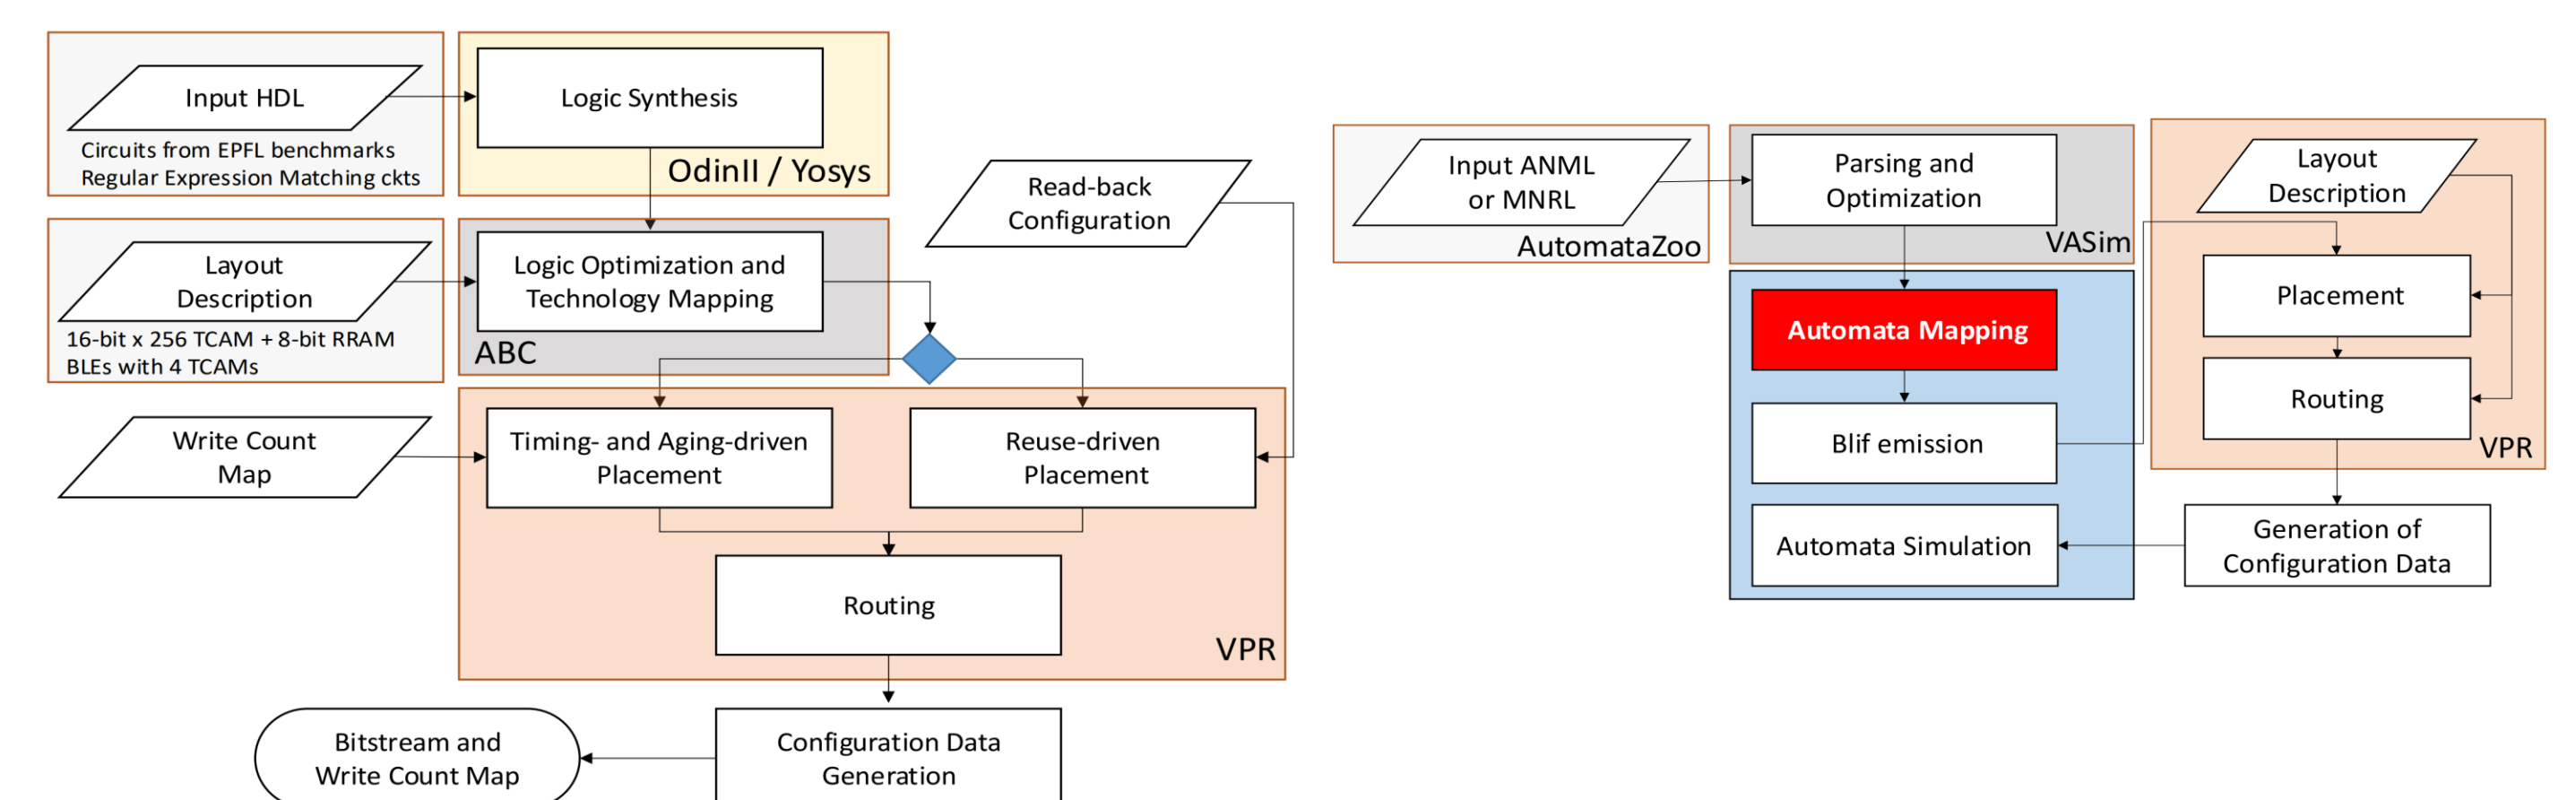 Input HDL
Circuits from EPFL benchmarks
Regular Expression Matching ckts
Logic Synthesis
OdinII / Yosys
Layout
Description
16-bit x 256 TCAM + 8-bit RRAM
BLEs with 4 TCAMs
Logic Optimization and
Technology Mapping
ABC
Read-back
Configuration
Write Count
Map
Timing- and Aging-driven
Placement
Reuse-driven
Placement
Routing
VPR
Configuration Data
Generation
Bitstream and
Write Count Map
Input ANML
or MNRL
AutomataZoo
Parsing and
Optimization
VASim
Automata Mapping
Blif emission
Automata Simulation
Layout
Description
Placement
Routing
VPR
Generation of
Configuration Data